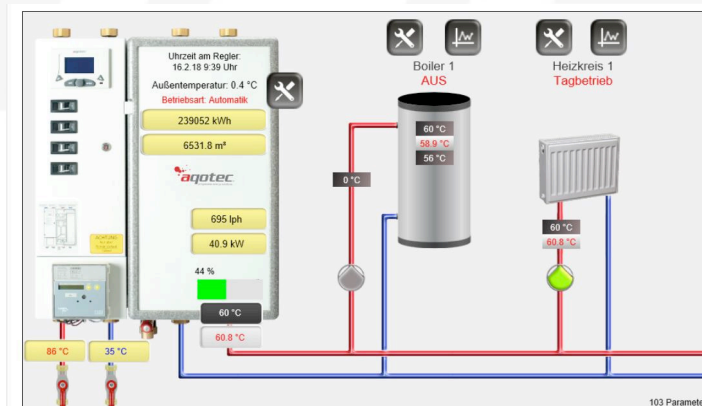 Uhrzeit am Regler:
16.2.18 9:39 Uhr
Außentemperatur: 0.4 °C
Betriebsart: Automatik
239052 kWh
6531.8 m³
aqotec
695 lph
40.9 kW
44 %
60 °C
60.8 °C
86 °C
35 °C
ACHTUNG
Boiler 1
AUS
60 °C
58.9 °C
56 °C
0 °C
Heizkreis 1
Tagbetrieb
60 °C
60.8 °C
103 Paramete